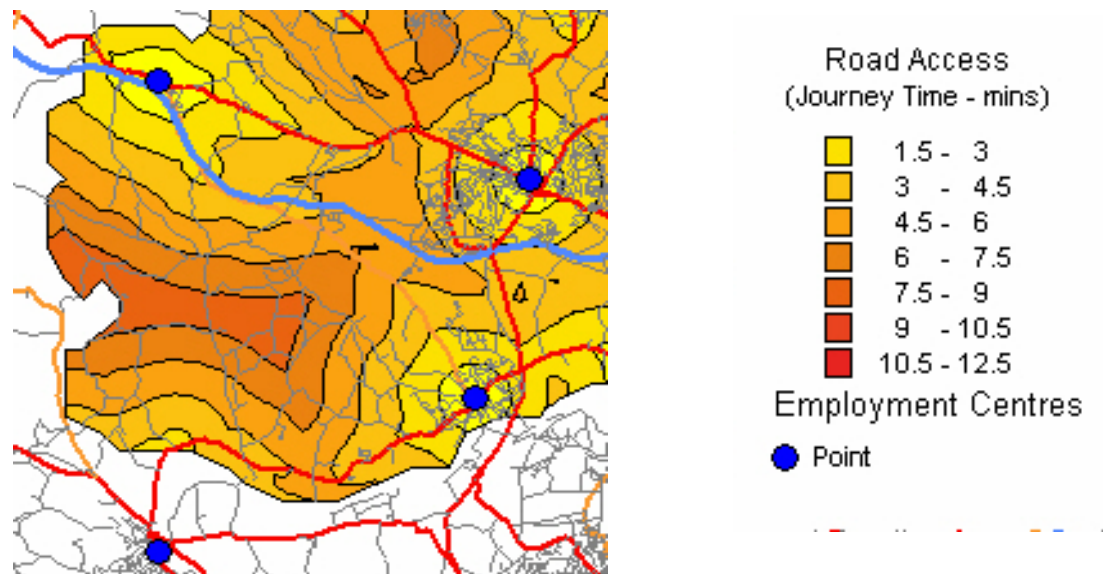 Road Access
(Journey Time - mins)
1.5 - 3
3 - 4.5
4.5 - 6
6 - 7.5
7.5 - 9
9 - 10.5
10.5 - 12.5
Employment Centres
Point